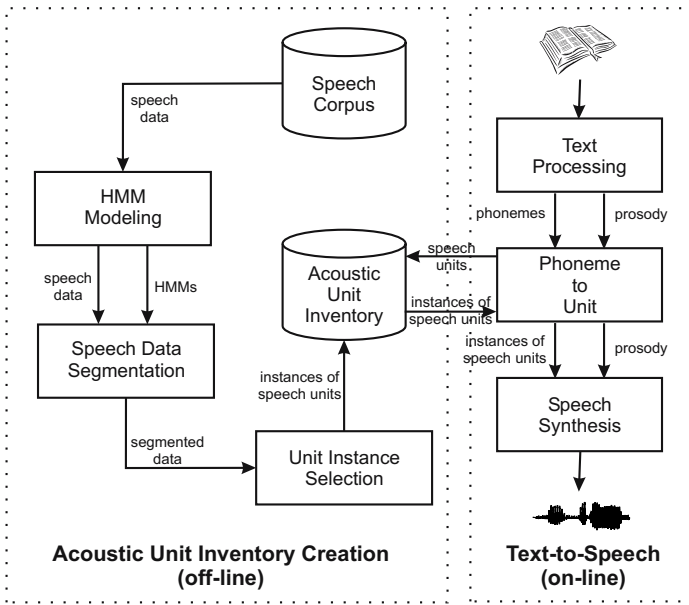 Speech
Corpus
speech
data
HMM
Modeling
speech
data
HMMs
Speech Data
Segmentation
segmented
data
Unit Instance
Selection
instances of
speech units
Acoustic
Unit
Inventory
speech
units
instances of
speech units
Acoustic Unit Inventory Creation
(off-line)
Text
Processing
phonemes
prosody
Phoneme
to
Unit
instances of
speech units
prosody
Speech
Synthesis
Text-to-Speech
(on-line)